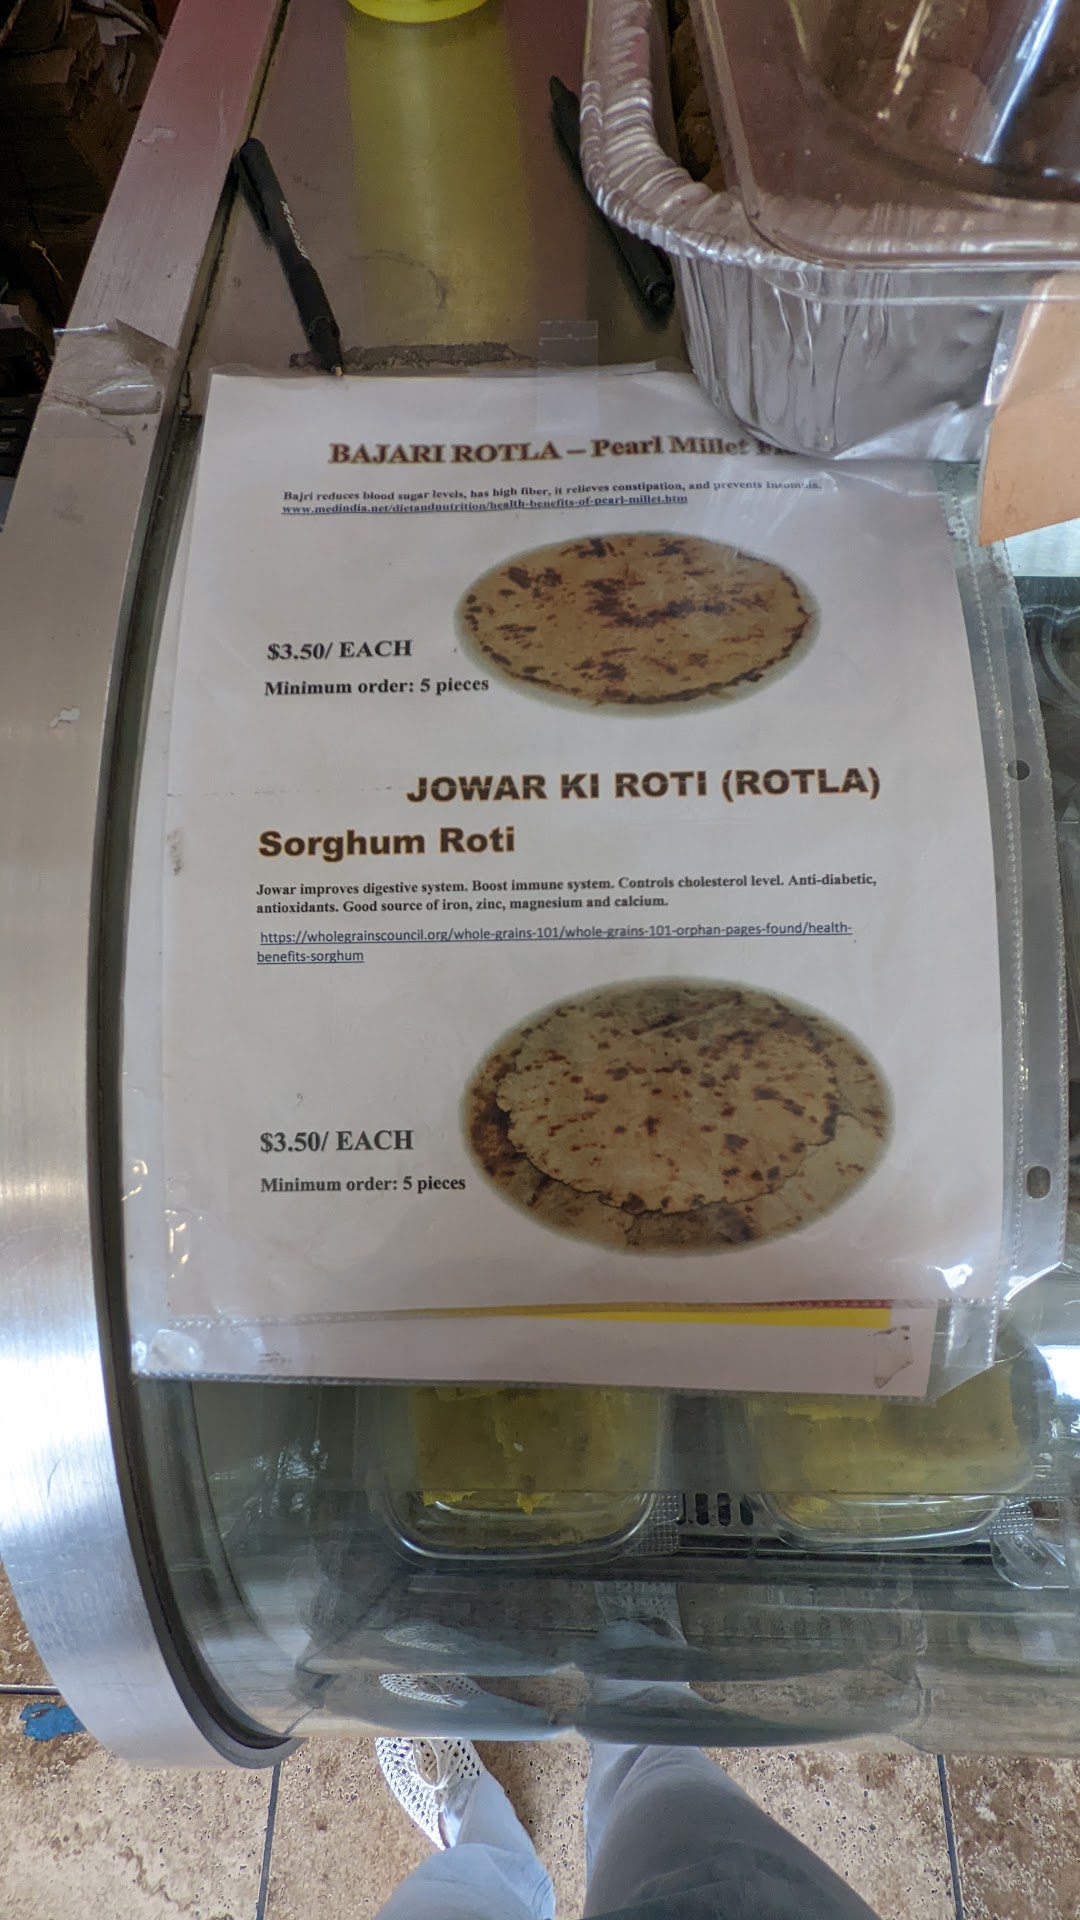 BAJARI ROTLA – Pearl Millet
Bajri reduces blood sugar levels, has high fiber, it relieves constipation, and prevents Insomnia.
www.medindia.net/dietandnutrition/health-benefits-of-pearl-millet.htm
$3.50/ EACH
Minimum order: 5 pieces
JOWAR KI ROTI (ROTLA)
Sorghum Roti
Jowar improves digestive system. Boost immune system. Controls cholesterol level. Anti-diabetic,
antioxidants. Good source of iron, zinc, magnesium and calcium.
https://wholegrainscouncil.org/whole-grains-101/whole-grains-101-orphan-pages-found/health-
benefits-sorghum
$3.50/ EACH
Minimum order: 5 pieces